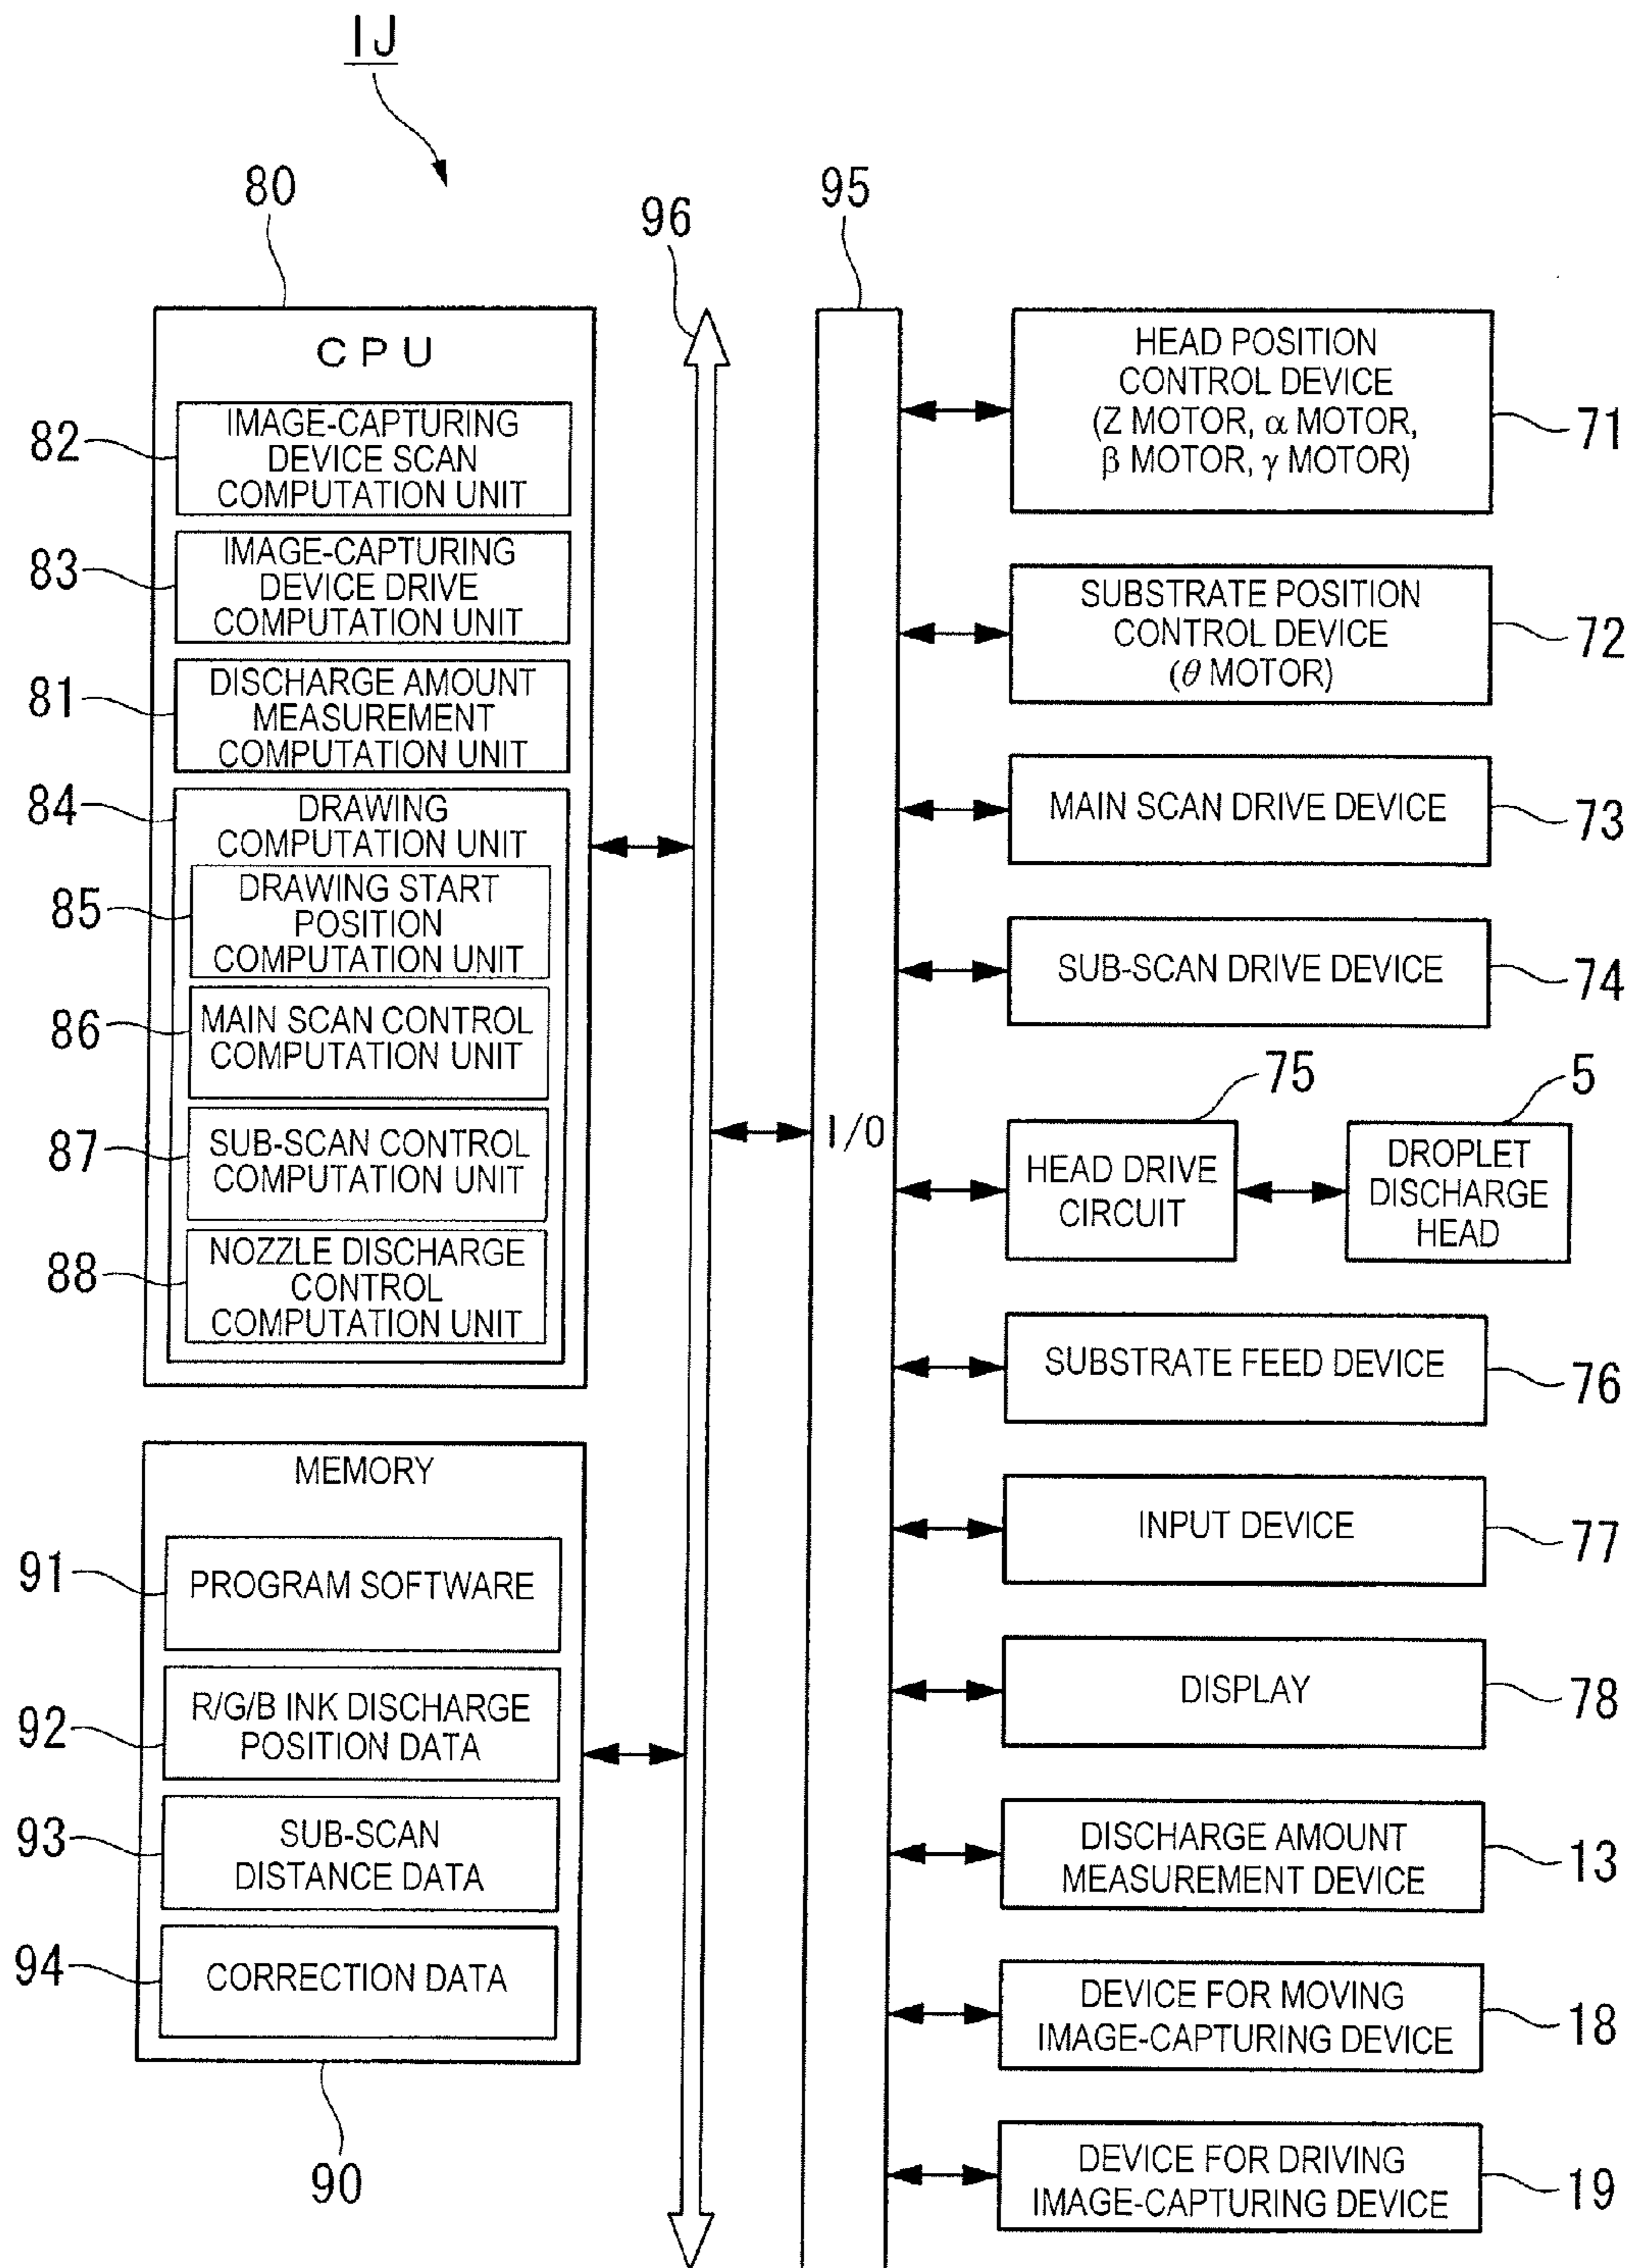 IJ
80
CPU
82
IMAGE-CAPTURING
DEVICE SCAN
COMPUTATION UNIT
83
IMAGE-CAPTURING
DEVICE DRIVE
COMPUTATION UNIT
81
DISCHARGE AMOUNT
MEASUREMENT
COMPUTATION UNIT
84
DRAWING
COMPUTATION UNIT
85
DRAWING START
POSITION
COMPUTATION UNIT
86
MAIN SCAN CONTROL
COMPUTATION UNIT
87
SUB-SCAN CONTROL
COMPUTATION UNIT
88
NOZZLE DISCHARGE
CONTROL
COMPUTATION UNIT
MEMORY
91
PROGRAM SOFTWARE
92
R/G/B INK DISCHARGE
POSITION DATA
93
SUB-SCAN
DISTANCE DATA
94
CORRECTION DATA
90
96
95
I/O
HEAD POSITION
CONTROL DEVICE
(Z MOTOR, α MOTOR,
β MOTOR, γ MOTOR)
71
SUBSTRATE POSITION
CONTROL DEVICE
(θ MOTOR)
72
MAIN SCAN DRIVE DEVICE
73
SUB-SCAN DRIVE DEVICE
74
75
HEAD DRIVE
CIRCUIT
5
DROPLET
DISCHARGE
HEAD
SUBSTRATE FEED DEVICE
76
INPUT DEVICE
77
DISPLAY
78
DISCHARGE AMOUNT
MEASUREMENT DEVICE
13
DEVICE FOR MOVING
IMAGE-CAPTURING DEVICE
18
DEVICE FOR DRIVING
IMAGE-CAPTURING DEVICE
19